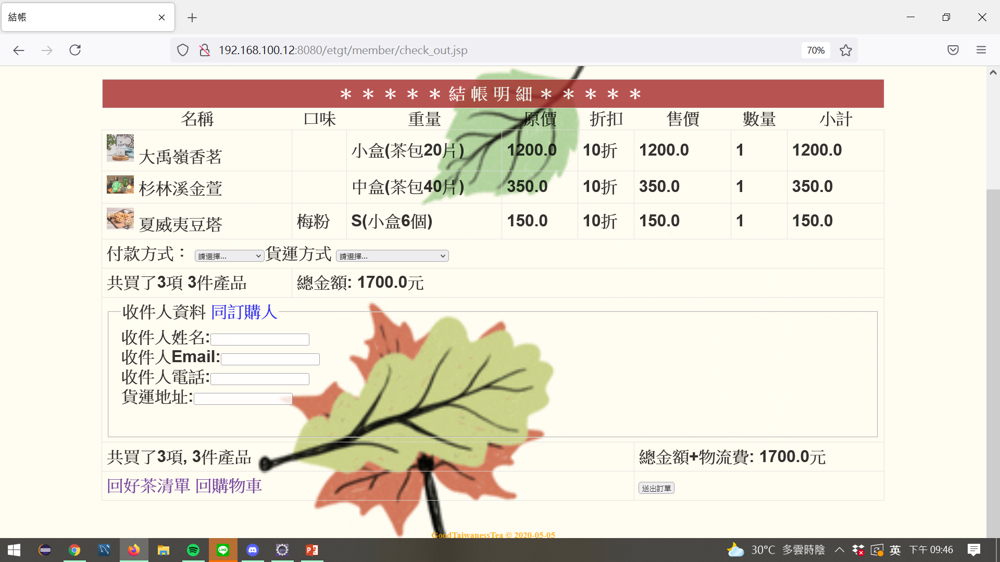 結帳
192.168.100.12:8080/etgt/member/check_out.jsp
70%
＊＊＊＊＊結帳明細＊＊＊＊＊
名稱 口味 重量 原價 折扣 售價 數量 小計
大禹嶺香茗 小盒(茶包20片) 1200.0 10折 1200.0 1 1200.0
杉林溪金萱 中盒(茶包40片) 350.0 10折 350.0 1 350.0
夏威夷豆塔 梅粉 S(小盒6個) 150.0 10折 150.0 1 150.0
付款方式： 請選擇... 貨運方式 請選擇...
共買了3項 3件產品 總金額: 1700.0元
收件人資料 同訂購人
收件人姓名:
收件人Email:
收件人電話:
貨運地址:
共買了3項, 3件產品 總金額+物流費: 1700.0元
回好茶清單 回購物車 送出訂單
GoodTaiwanessTea © 2020-05-05
LINE
30°C 多雲時陰 英 下午 09:46